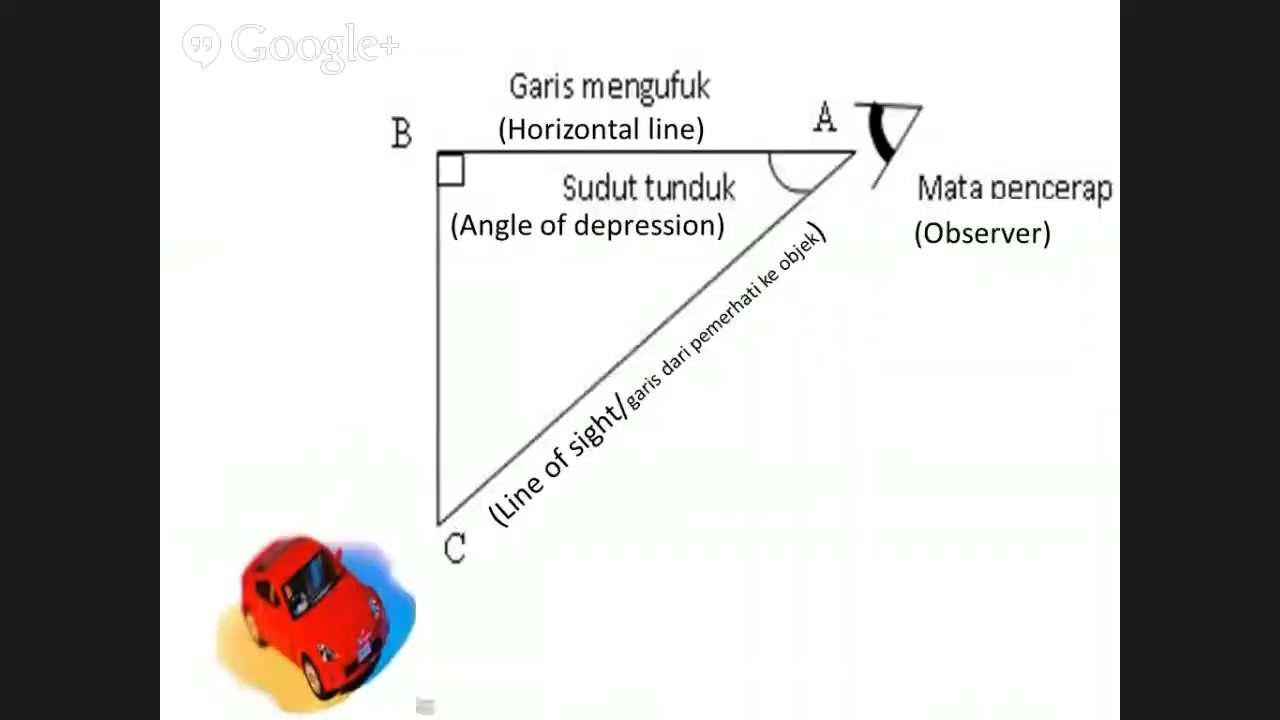 Google+
Garis mengufuk
(Horizontal line)
B
A
Sudut tunduk
(Angle of depression)
Mata pencerap
(Observer)
(Line of sight/garis dari pemerhati ke objek)
C